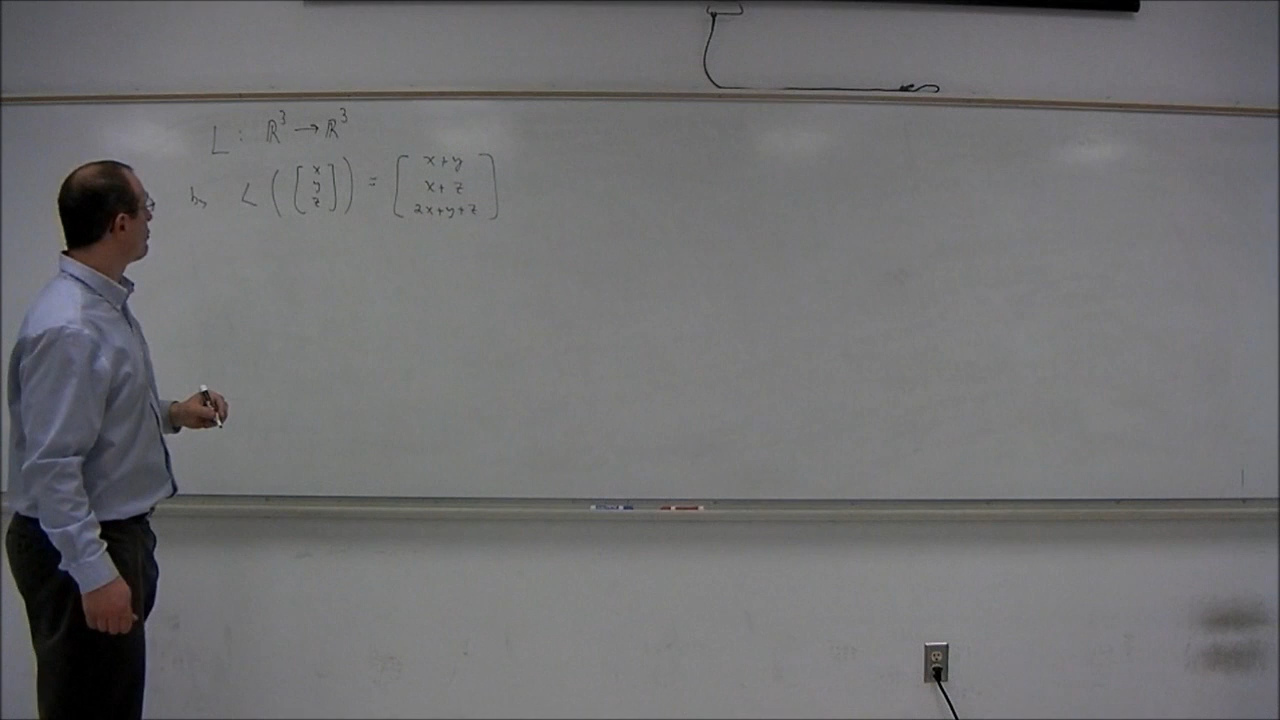 L : ℝ³ → ℝ³
by L ( [ x y z ] ) = [ x+y x+z 2x+y+z ]